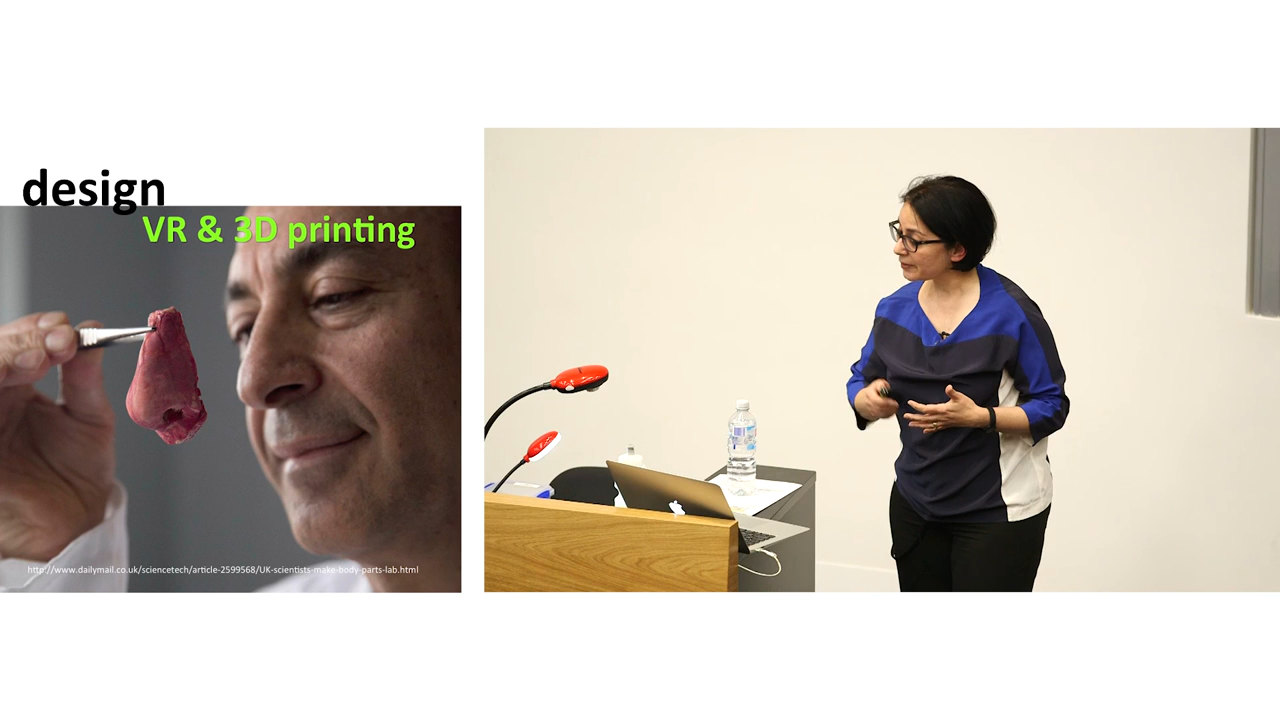 design
VR & 3D printing
http://www.dailymail.co.uk/sciencetech/article-2599568/UK-scientists-make-body-parts-lab.html